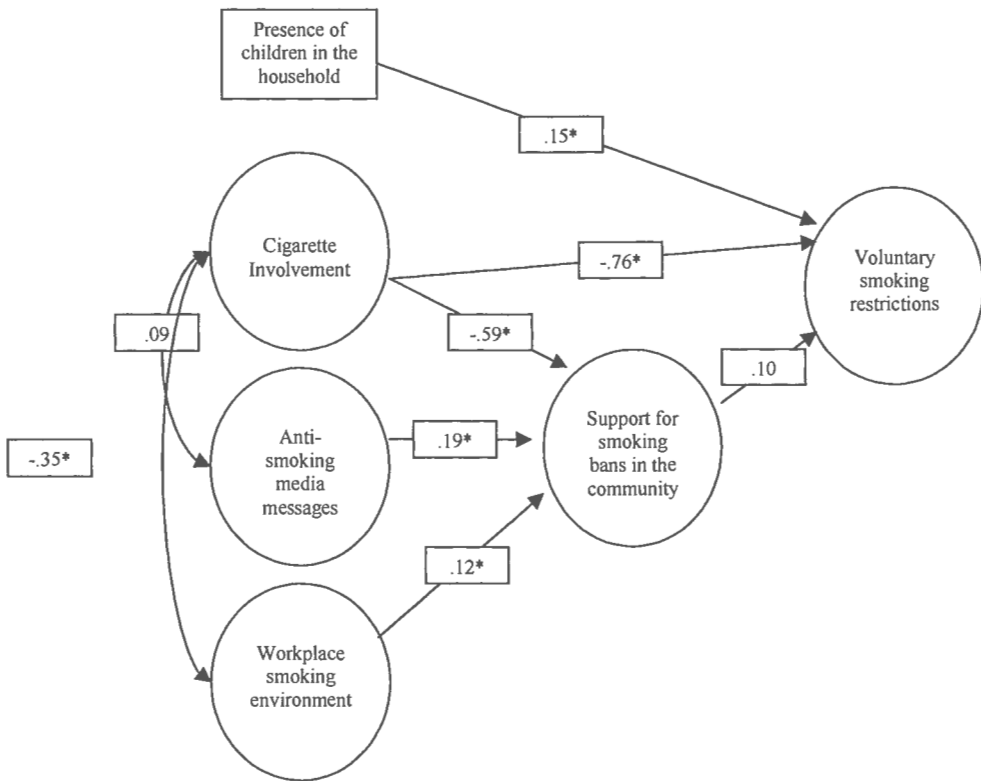 Presence of
children in the
household
.15*
Cigarette
Involvement
-.76*
Voluntary
smoking
restrictions
-.59*
.09
.10
Anti-
smoking
media
messages
.19*
Support for
smoking
bans in the
community
-.35*
.12*
Workplace
smoking
environment